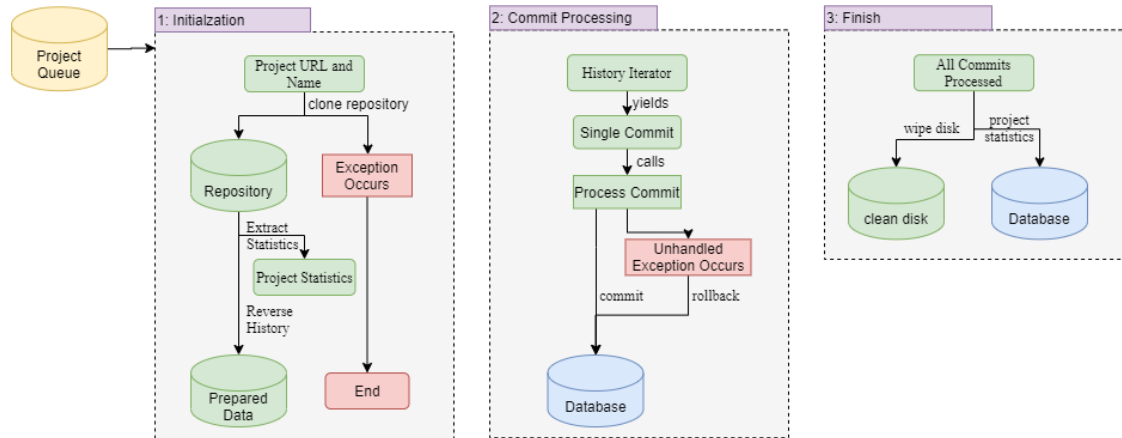 Project
Queue
1: Initialzation
Project URL and
Name
clone repository
Repository
Exception
Occurs
Extract
Statistics
Project Statistics
Reverse
History
Prepared
Data
End
2: Commit Processing
History Iterator
yields
Single Commit
calls
Process Commit
Unhandled
Exception Occurs
commit
rollback
Database
3: Finish
All Commits
Processed
wipe disk
project
statistics
clean disk
Database